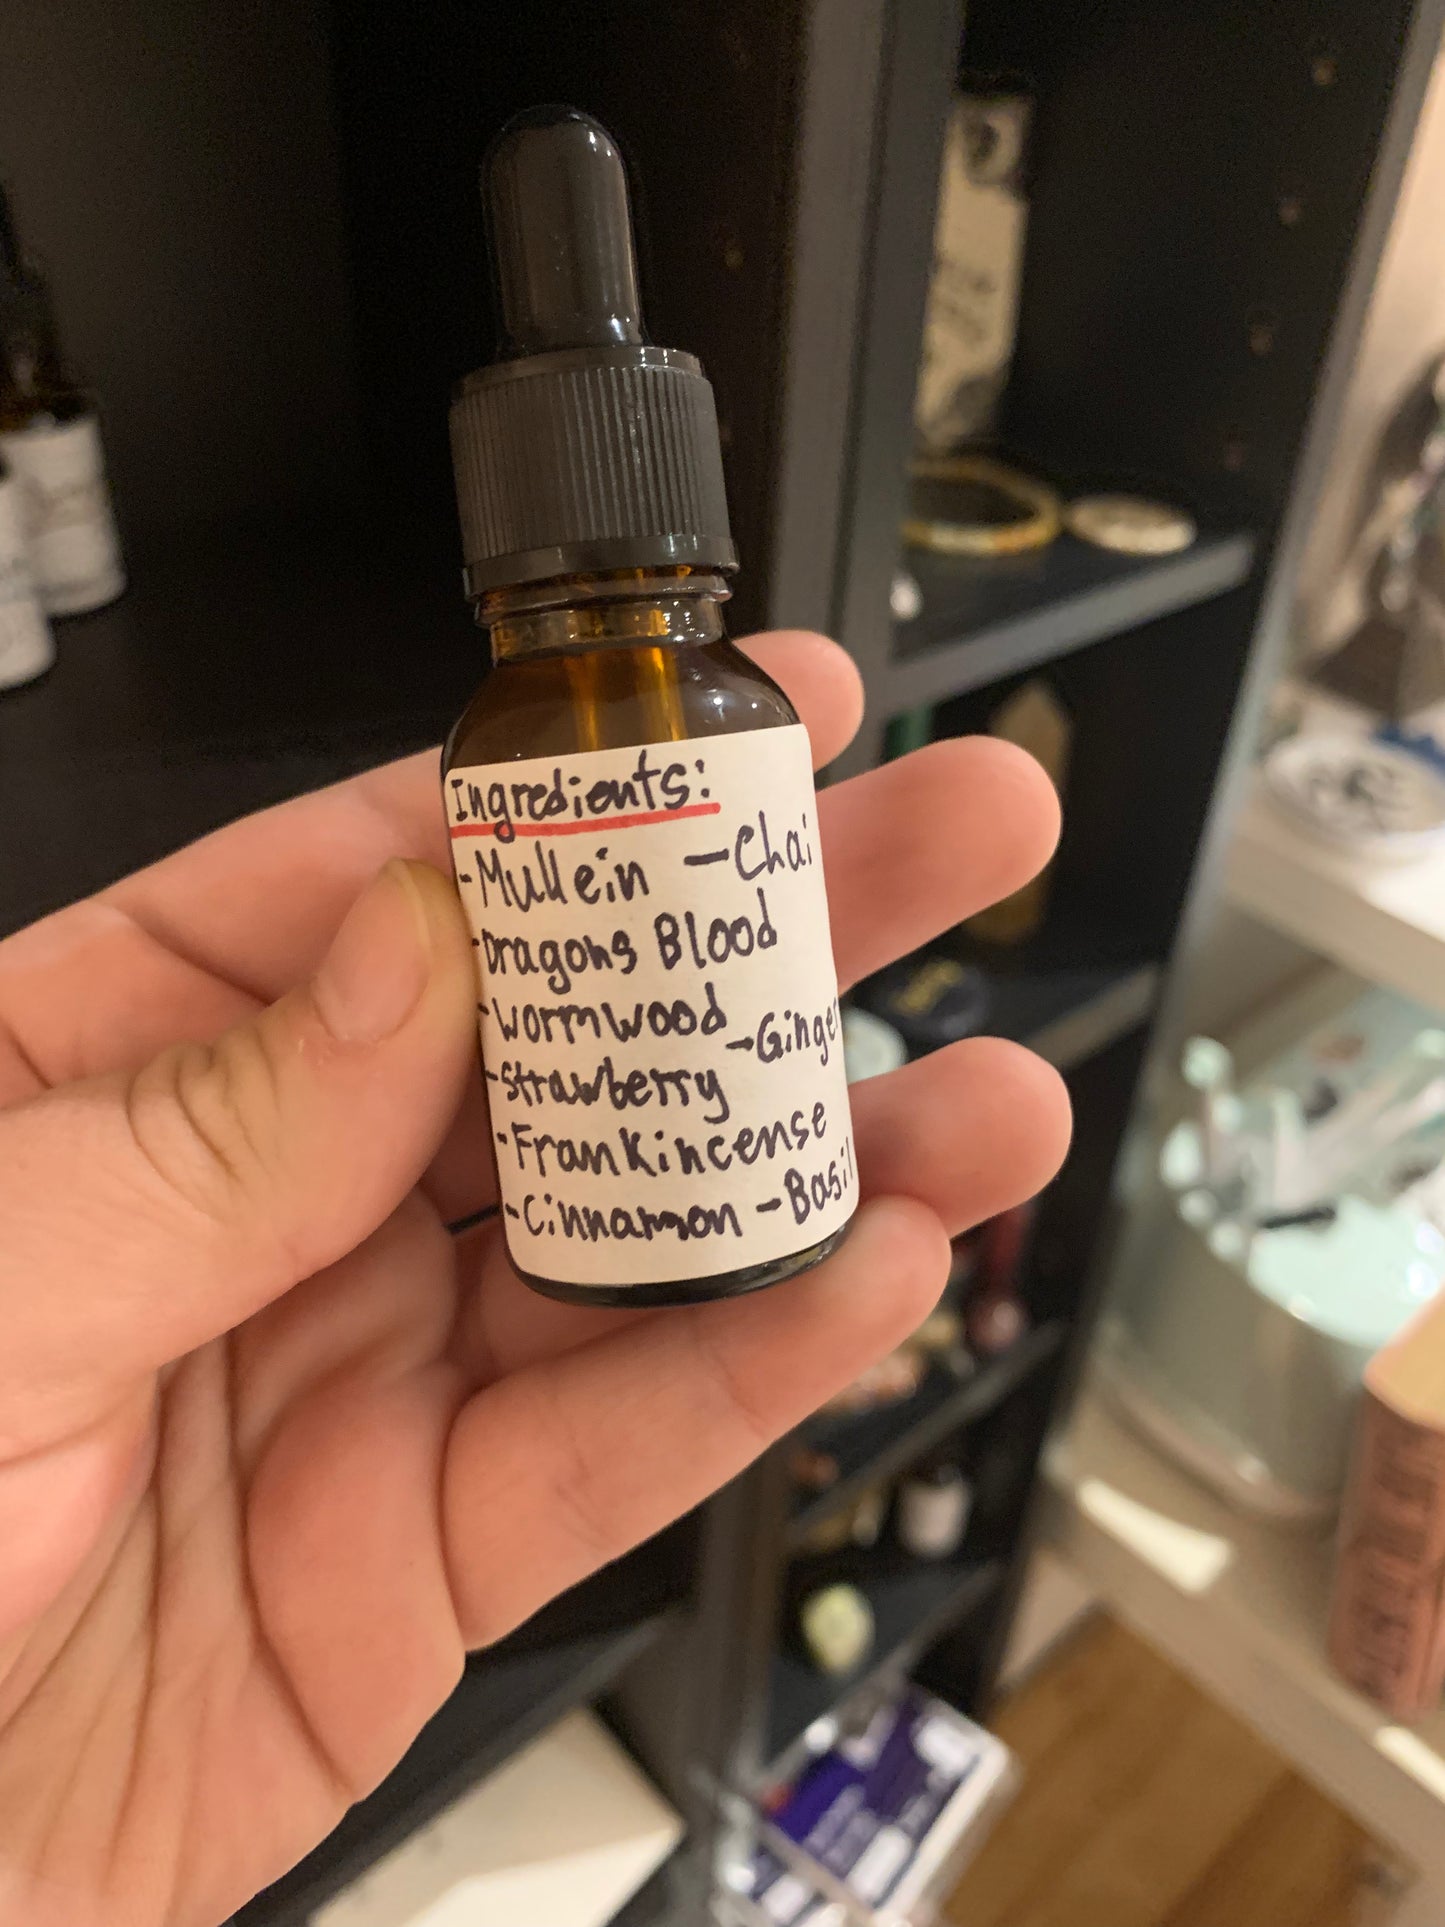 Ingredients:
-Mullein -Chai
-Dragons Blood
-Wormwood
-Ginger
-Strawberry
-Frankincense
-Cinnamon -Basil